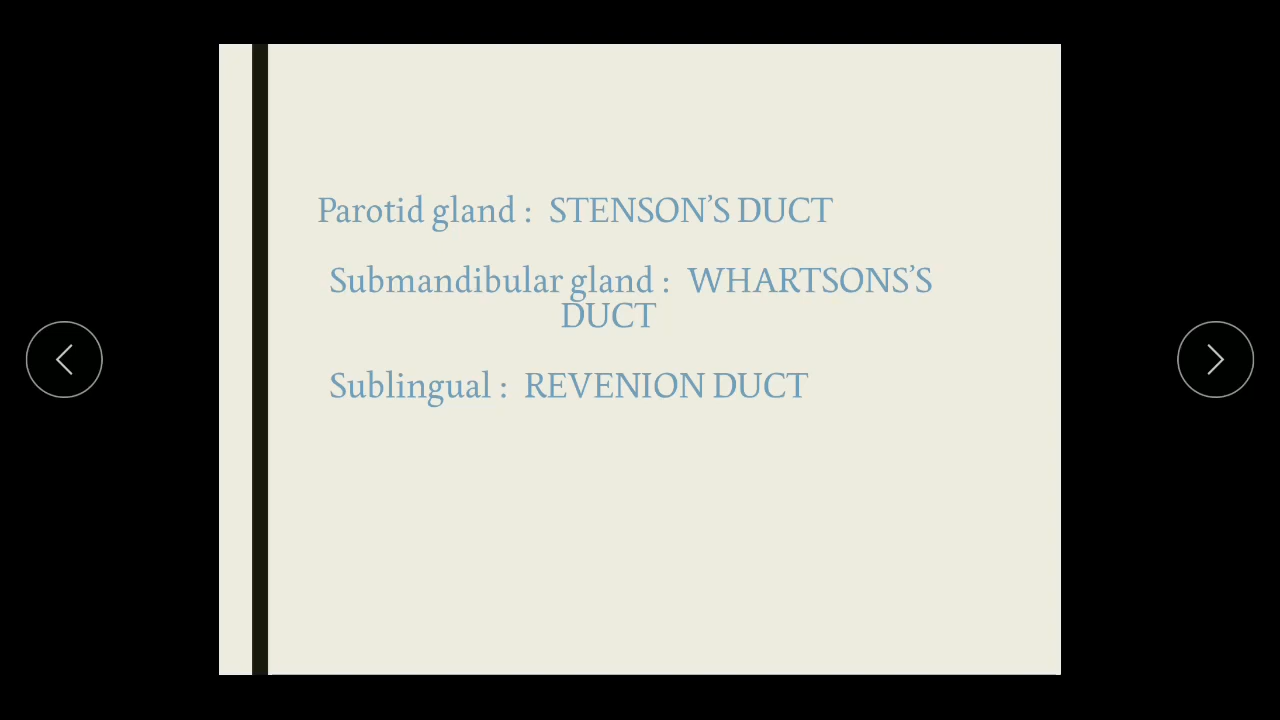 Parotid gland : STENSON’S DUCT
Submandibular gland : WHARTSONS’S
DUCT
Sublingual : REVENION DUCT